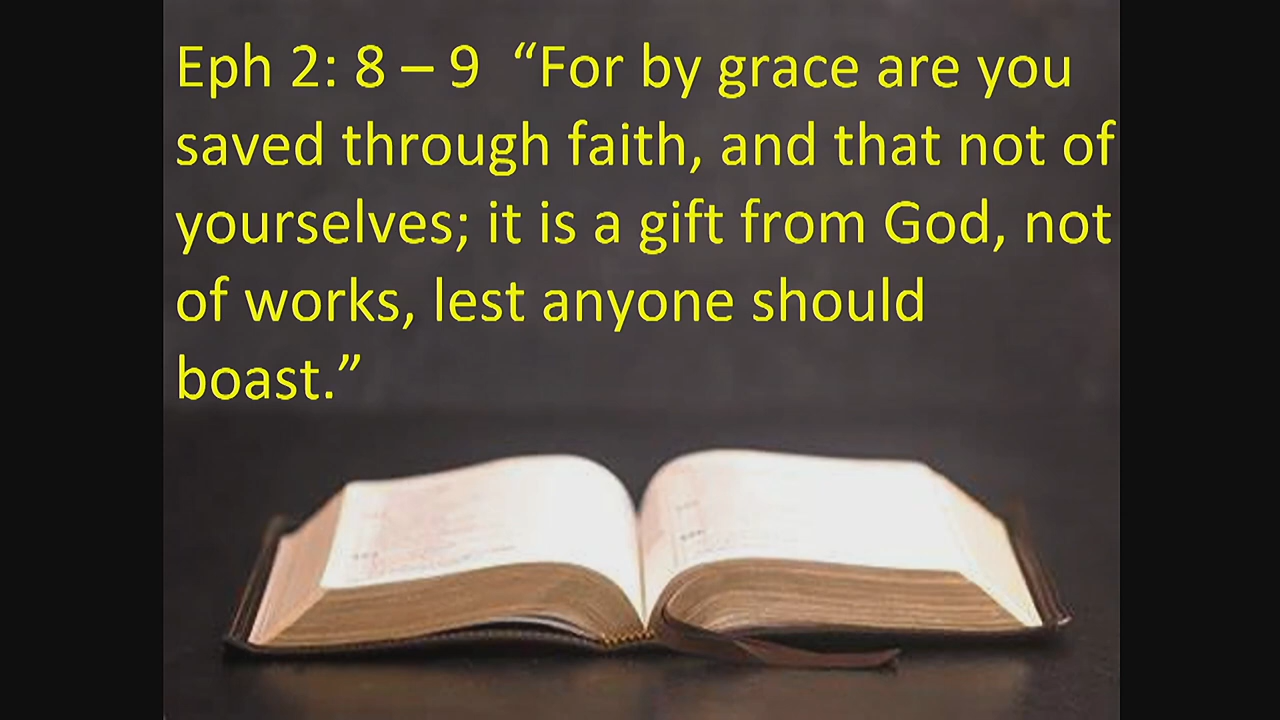 Eph 2: 8 – 9  “For by grace are you
saved through faith, and that not of
yourselves; it is a gift from God, not
of works, lest anyone should
boast.”